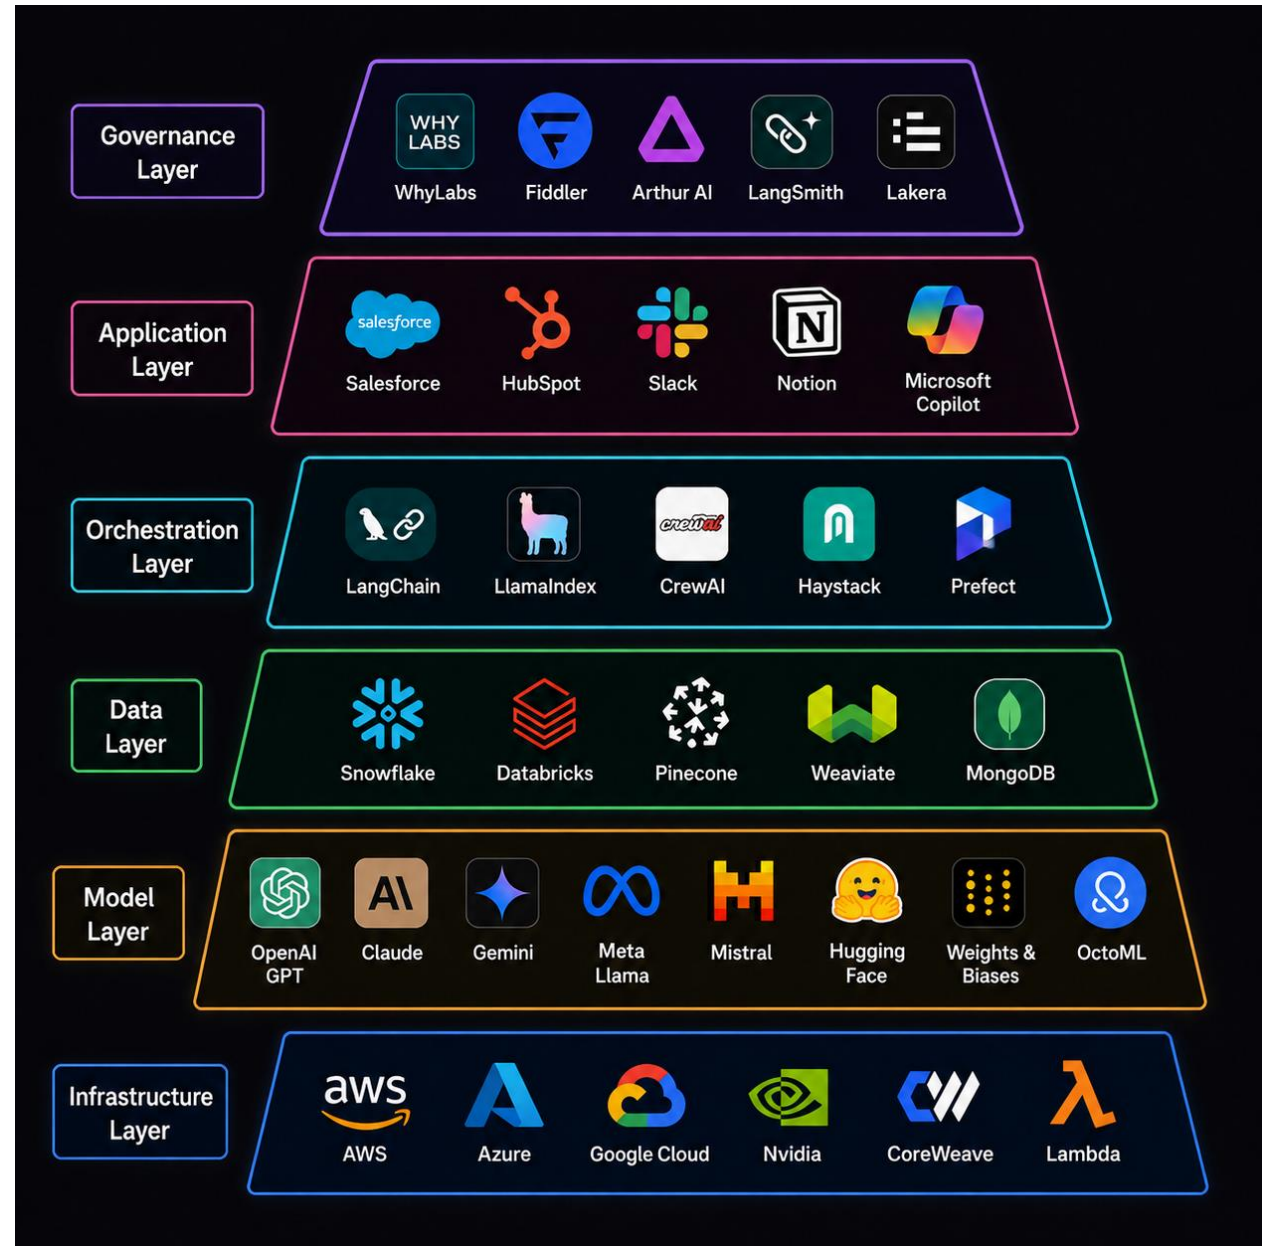 Governance
Layer
WHY
LABS
WhyLabs
Fiddler
Arthur AI
LangSmith
Lakera
Application
Layer
salesforce
Salesforce
HubSpot
Slack
N
Notion
Microsoft
Copilot
Orchestration
Layer
LangChain
LlamaIndex
crewai
CrewAI
Haystack
Prefect
Data
Layer
Snowflake
Databricks
Pinecone
Weaviate
MongoDB
Model
Layer
OpenAI
GPT
A\
Claude
Gemini
Meta
Llama
Mistral
Hugging
Face
Weights &
Biases
OctoML
Infrastructure
Layer
aws
AWS
Azure
Google Cloud
Nvidia
CoreWeave
Lambda